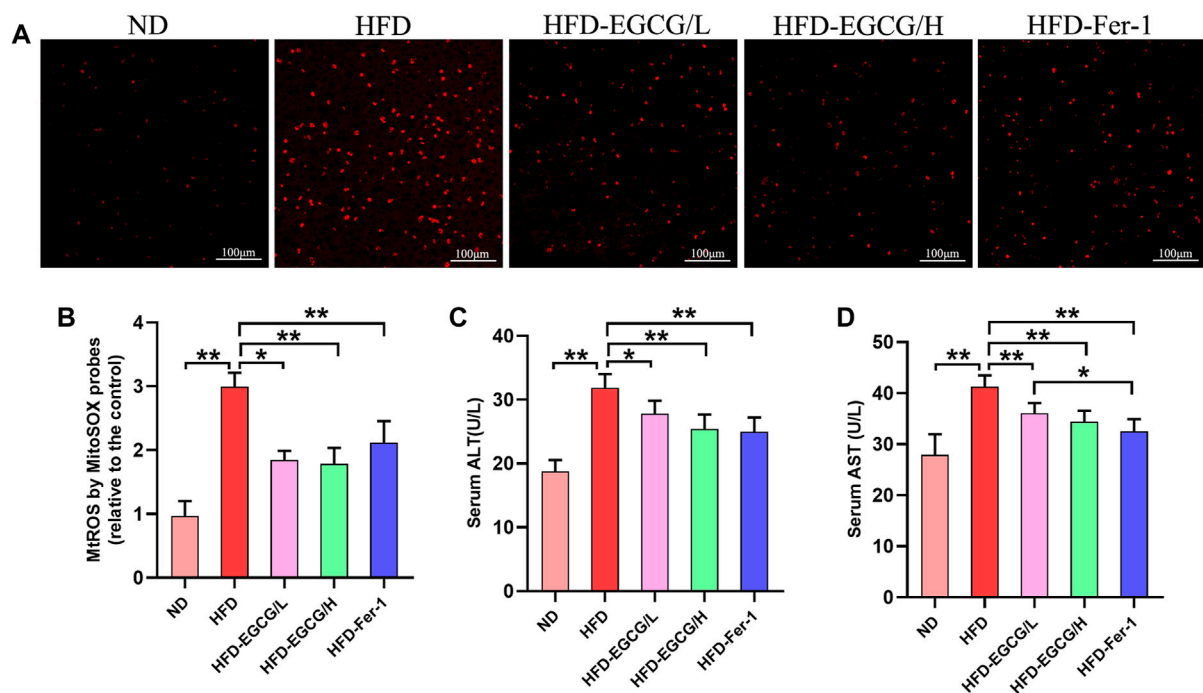 A
ND
HFD
HFD-EGCG/L
HFD-EGCG/H
HFD-Fer-1
100μm
100μm
100μm
100μm
100μm
B
MtROS by MitoSOX probes
(relative to the control)
4
3
2
1
0
**
*
**
**
ND
HFD
HFD-EGCG/L
HFD-EGCG/H
HFD-Fer-1
C
Serum ALT(U/L)
40
30
20
10
0
**
*
**
**
ND
HFD
HFD-EGCG/L
HFD-EGCG/H
HFD-Fer-1
D
Serum AST (U/L)
50
40
30
20
10
0
**
**
**
**
*
ND
HFD
HFD-EGCG/L
HFD-EGCG/H
HFD-Fer-1